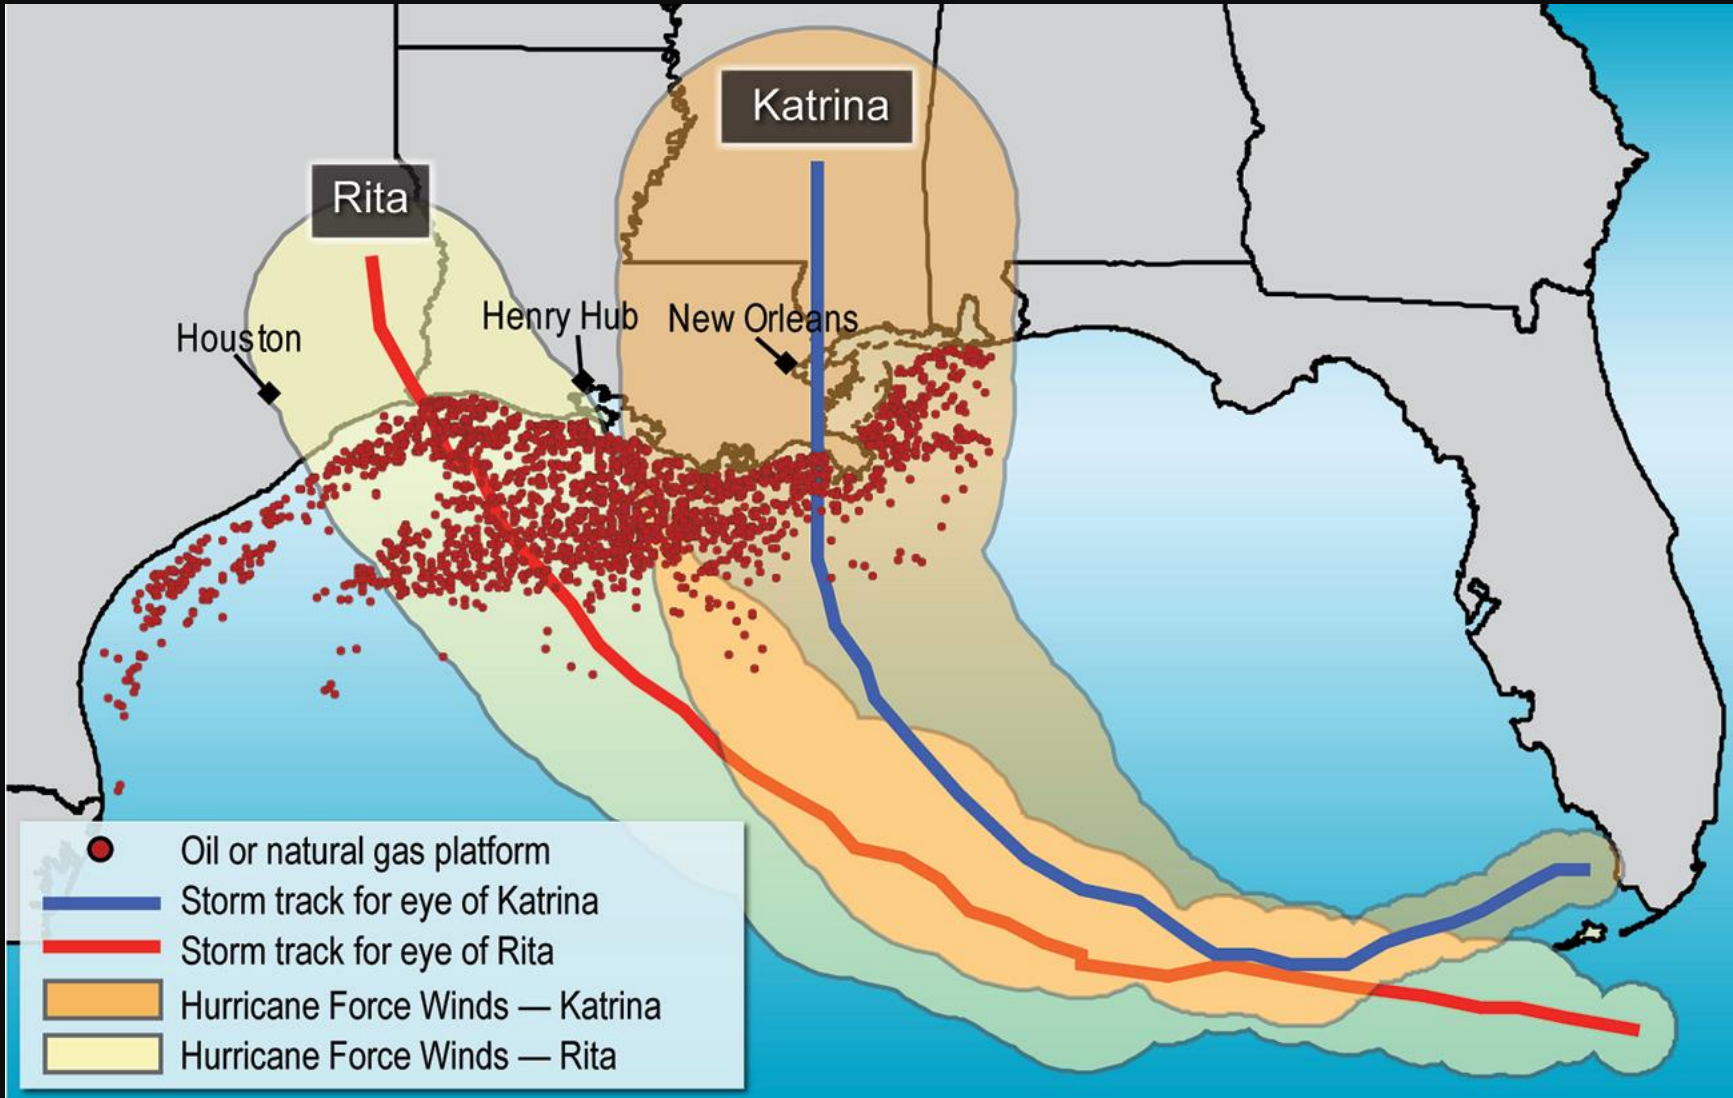 Katrina
Rita
Houston
Henry Hub
New Orleans
Oil or natural gas platform
Storm track for eye of Katrina
Storm track for eye of Rita
Hurricane Force Winds — Katrina
Hurricane Force Winds — Rita